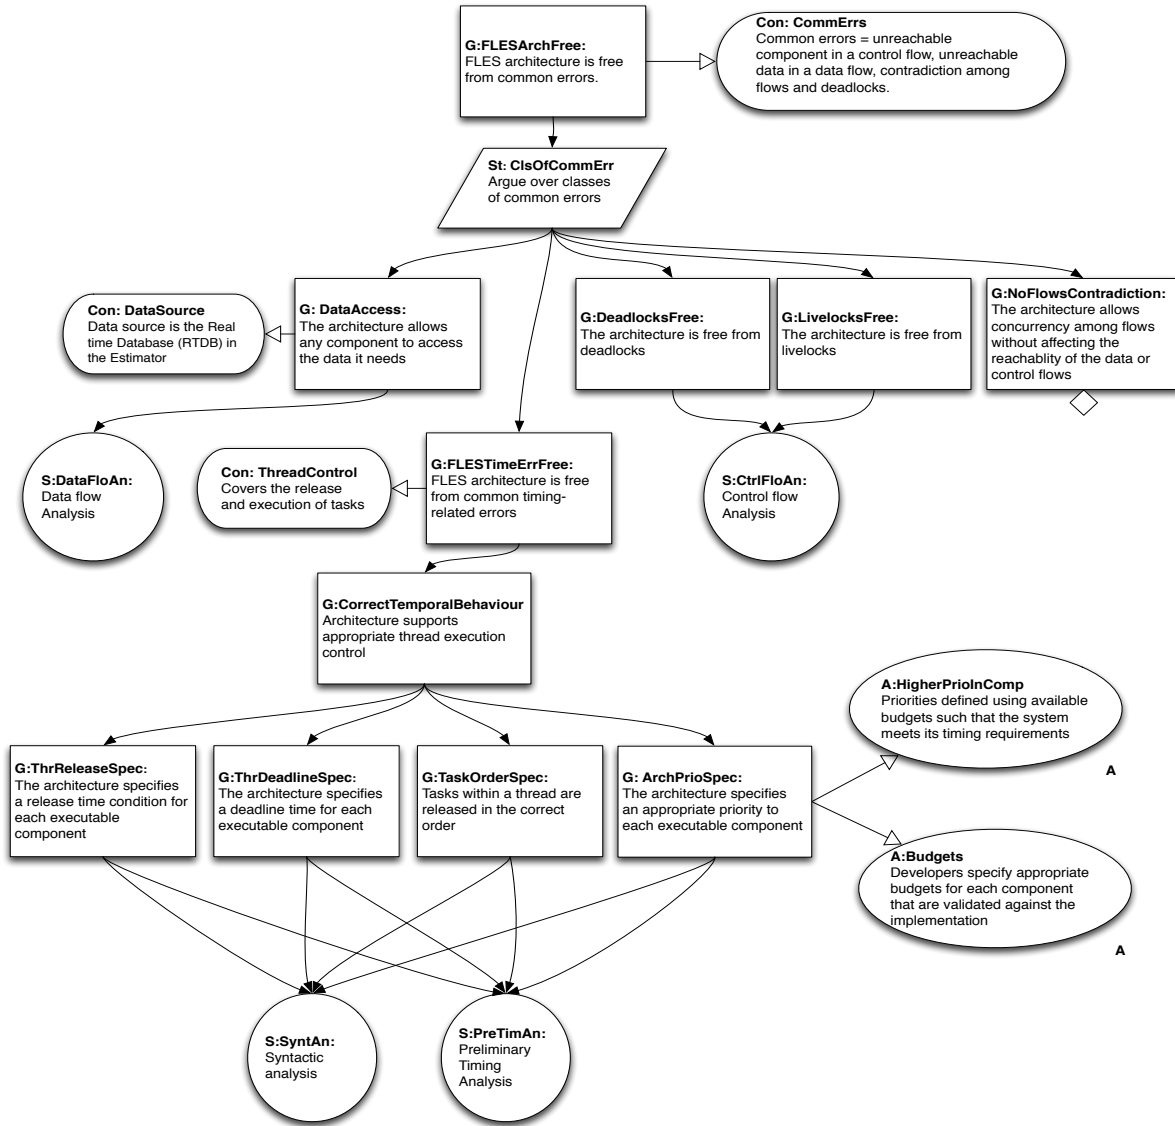 G:FLESArchFree:
FLES architecture is free
from common errors.
Con: CommErrs
Common errors = unreachable
component in a control flow, unreachable
data in a data flow, contradiction among
flows and deadlocks.
St: ClsOfCommErr
Argue over classes
of common errors
Con: DataSource
Data source is the Real
time Database (RTDB) in
the Estimator
G: DataAccess:
The architecture allows
any component to access
the data it needs
G:DeadlocksFree:
The architecture is free from
deadlocks
G:LivelocksFree:
The architecture is free from
livelocks
G:NoFlowsContradiction:
The architecture allows
concurrency among flows
without affecting the
reachablity of the data or
control flows
S:DataFloAn:
Data flow
Analysis
Con: ThreadControl
Covers the release
and execution of tasks
G:FLESTimeErrFree:
FLES architecture is free
from common timing-
related errors
S:CtrlFloAn:
Control flow
Analysis
G:CorrectTemporalBehaviour
Architecture supports
appropriate thread execution
control
A:HigherPrioInComp
Priorities defined using available
budgets such that the system
meets its timing requirements
A
G:ThrReleaseSpec:
The architecture specifies
a release time condition for
each executable
component
G:ThrDeadlineSpec:
The architecture specifies
a deadline time for each
executable component
G:TaskOrderSpec:
Tasks within a thread are
released in the correct
order
G: ArchPrioSpec:
The architecture specifies
an appropriate priority to
each executable component
A:Budgets
Developers specify appropriate
budgets for each component
that are validated against the
implementation
A
S:SyntAn:
Syntactic
analysis
S:PreTimAn:
Preliminary
Timing
Analysis